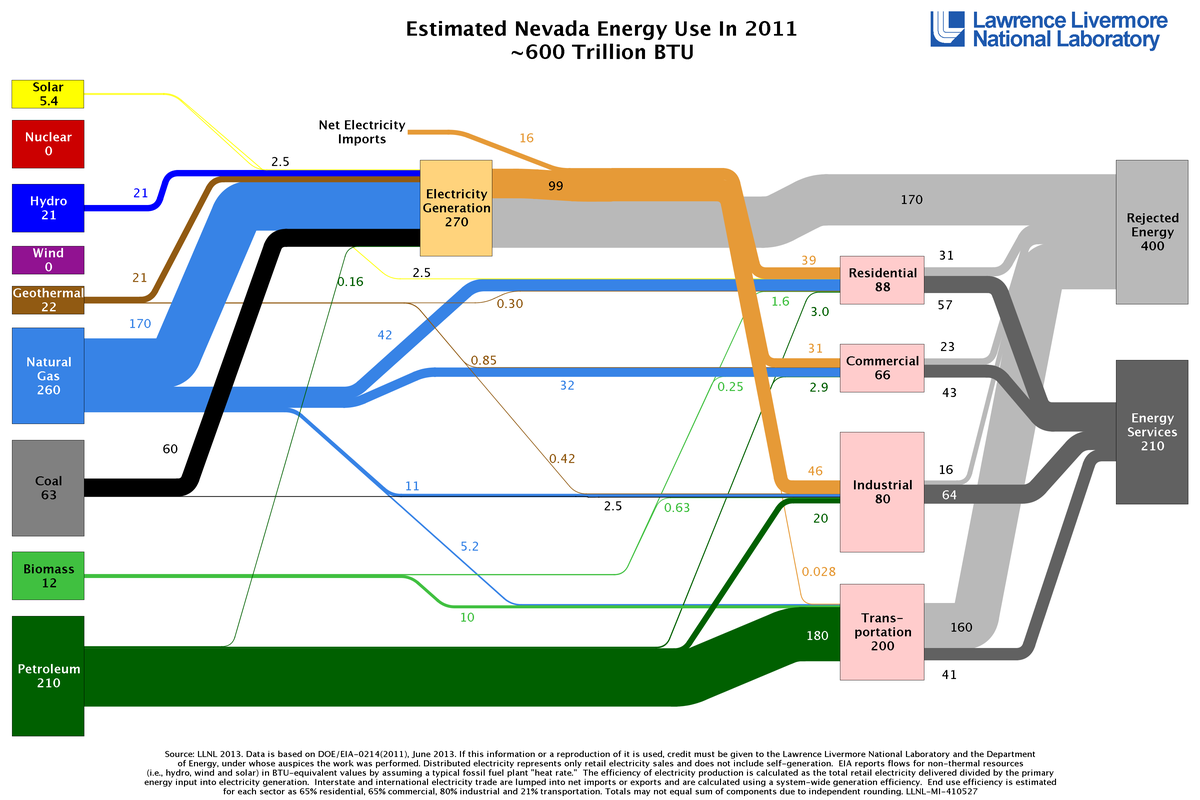 Estimated Nevada Energy Use In 2011
~600 Trillion BTU
Lawrence Livermore
National Laboratory
Solar
5.4
Nuclear
0
Hydro
21
Wind
0
Geothermal
22
Natural
Gas
260
Coal
63
Biomass
12
Petroleum
210
Net Electricity
Imports
16
2.5
21
21
170
60
Electricity
Generation
270
99
170
0.16
2.5
0.30
42
0.85
32
0.42
11
2.5
5.2
10
0.63
0.25
1.6
39
3.0
31
2.9
46
20
0.028
180
Residential
88
Commercial
66
Industrial
80
Trans-
portation
200
31
57
23
43
16
64
160
41
Rejected
Energy
400
Energy
Services
210
Source: LLNL 2013. Data is based on DOE/EIA-0214(2011), June 2013. If this information or a reproduction of it is used, credit must be given to the Lawrence Livermore National Laboratory and the Department
of Energy, under whose auspices the work was performed. Distributed electricity represents only retail electricity sales and does not include self-generation.  EIA reports flows for non-thermal resources
(i.e., hydro, wind and solar) in BTU-equivalent values by assuming a typical fossil fuel plant "heat rate."  The efficiency of electricity production is calculated as the total retail electricity delivered divided by the primary
energy input into electricity generation.  Interstate and international electricity trade are lumped into net imports or exports and are calculated using a system-wide generation efficiency.  End use efficiency is estimated
for each sector as 65% residential, 65% commercial, 80% industrial and 21% transportation. Totals may not equal sum of components due to independent rounding. LLNL-MI-410527